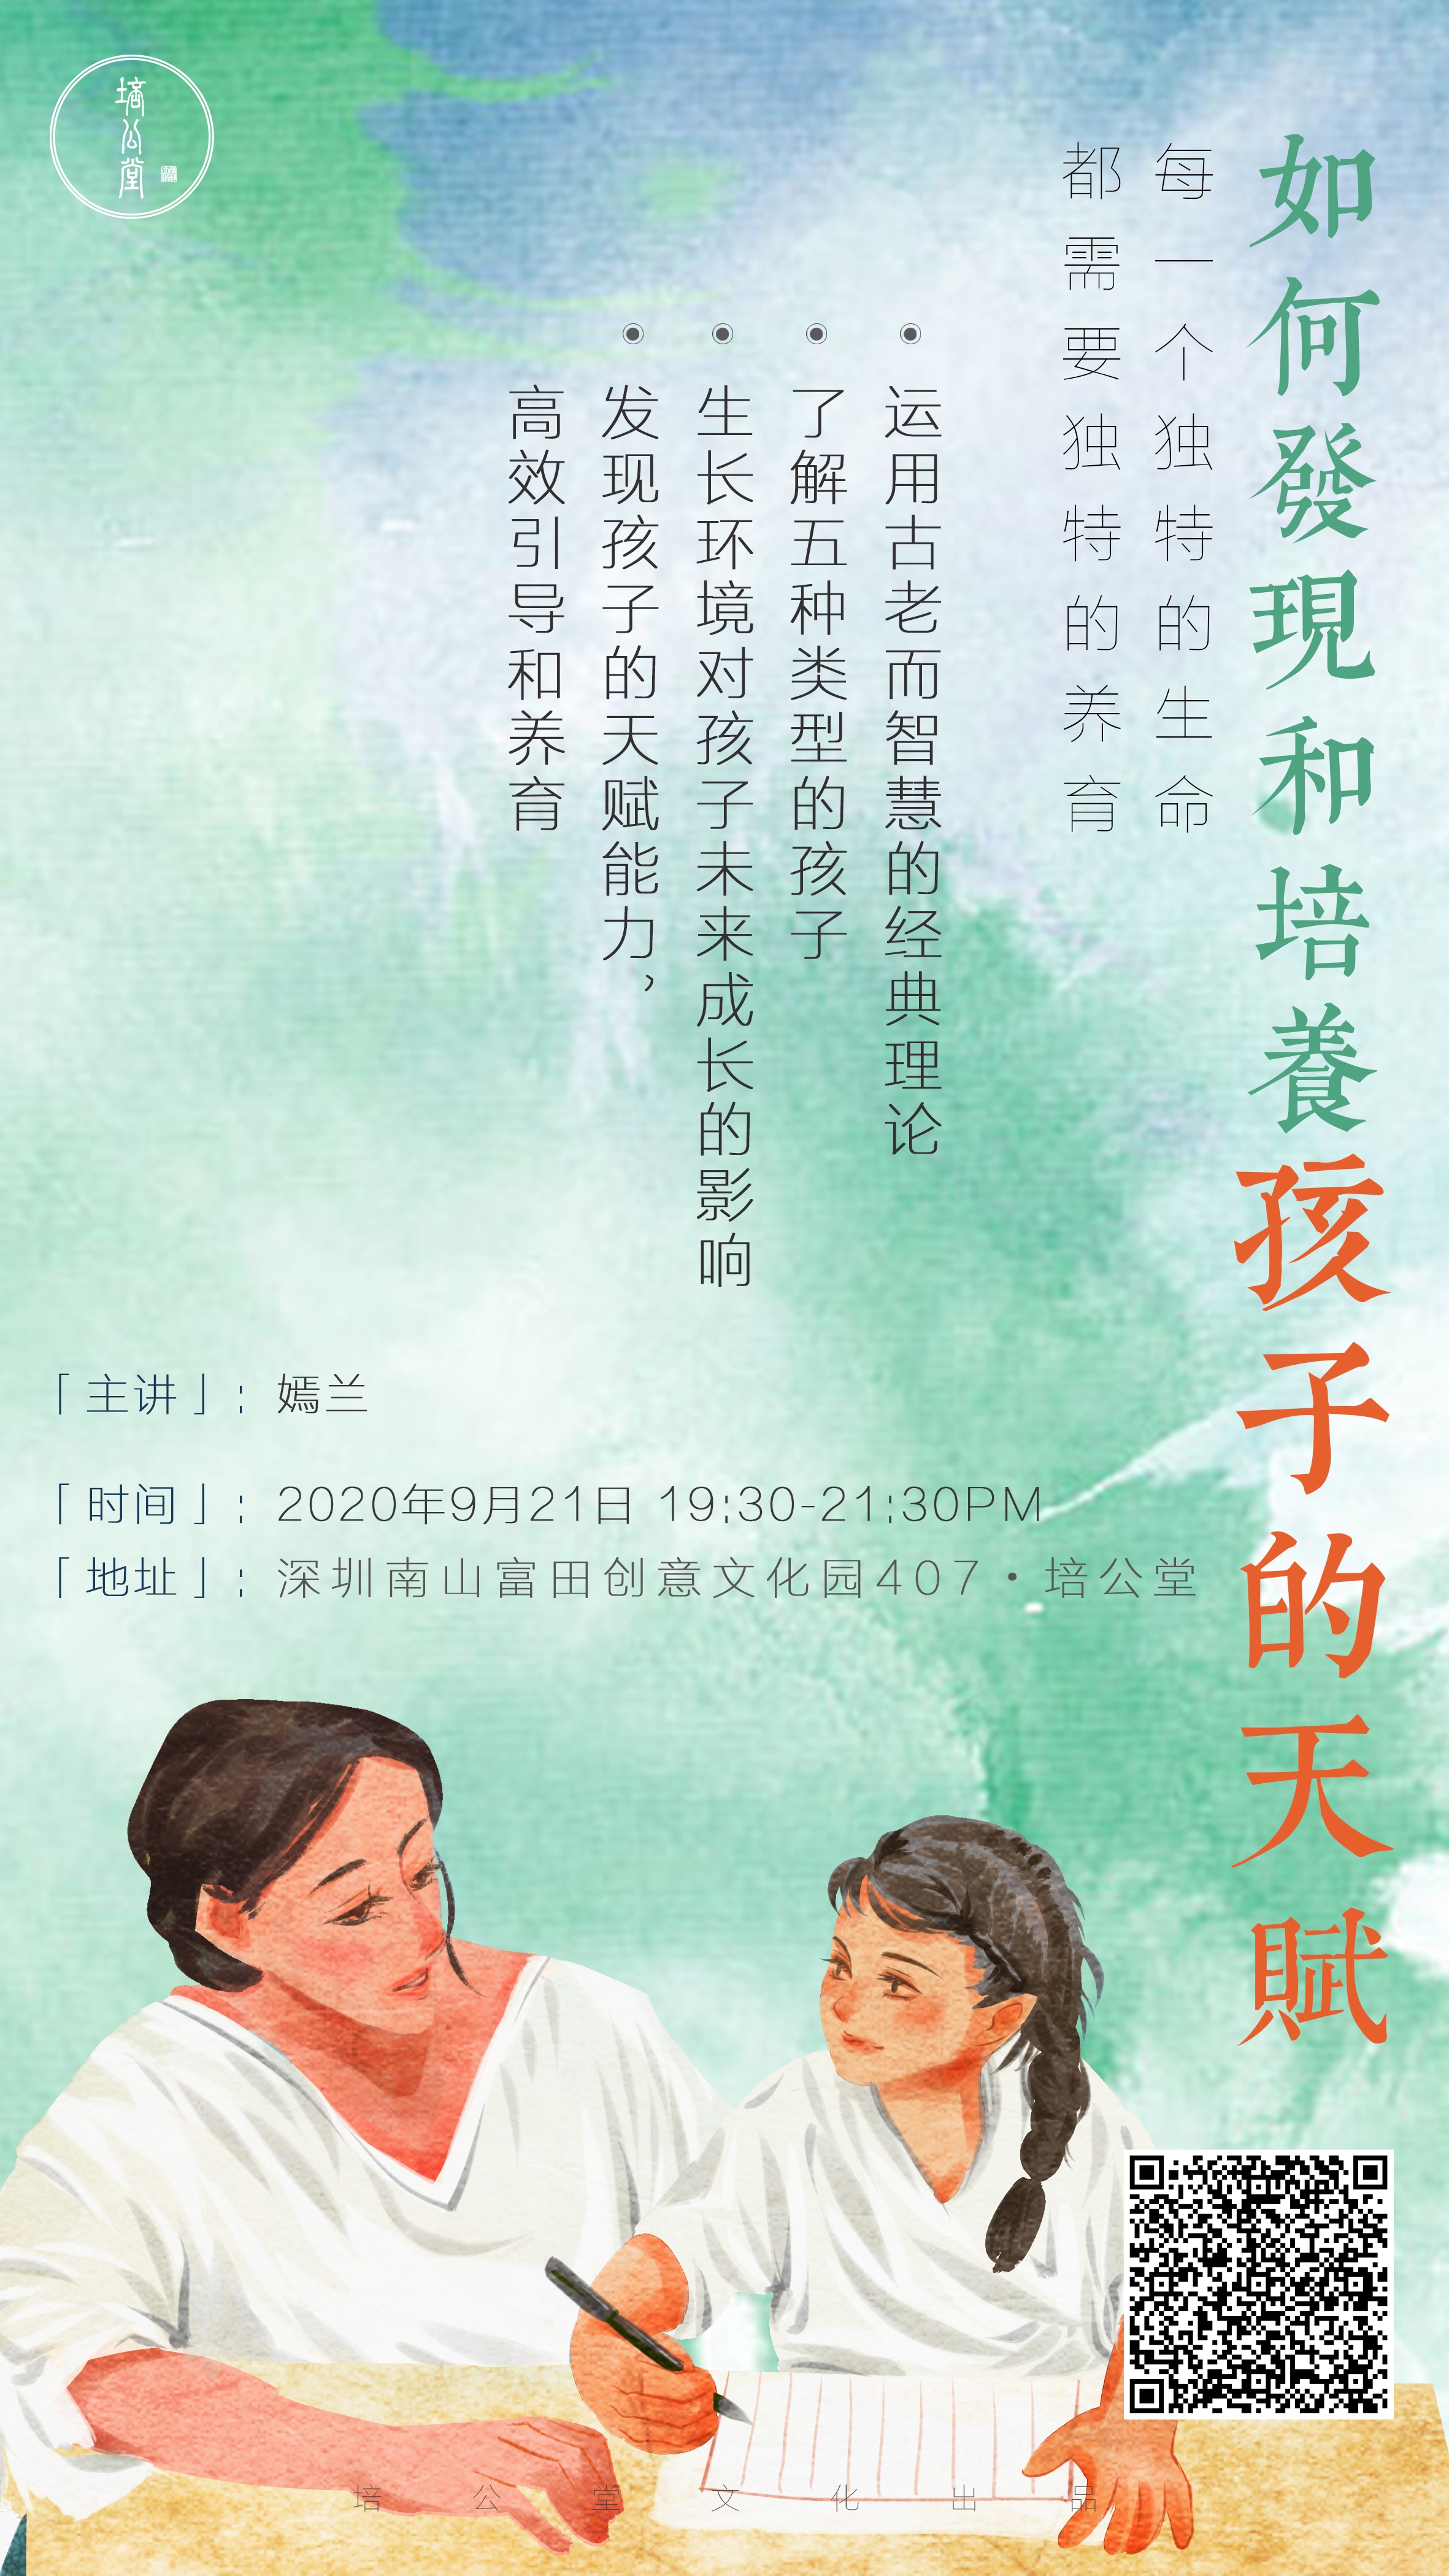 培公堂
如何發現和培養孩子的天賦
每一个独特的生命
都需要独特的养育
运用古老而智慧的经典理论
了解五种类型的孩子
生长环境对孩子未来成长的影响
发现孩子的天赋能力，
高效引导和养育
「主讲」：嫣兰
「时间」：2020年9月21日 19:30-21:30PM
「地址」：深圳南山富田创意文化园407·培公堂
培公堂文化出品